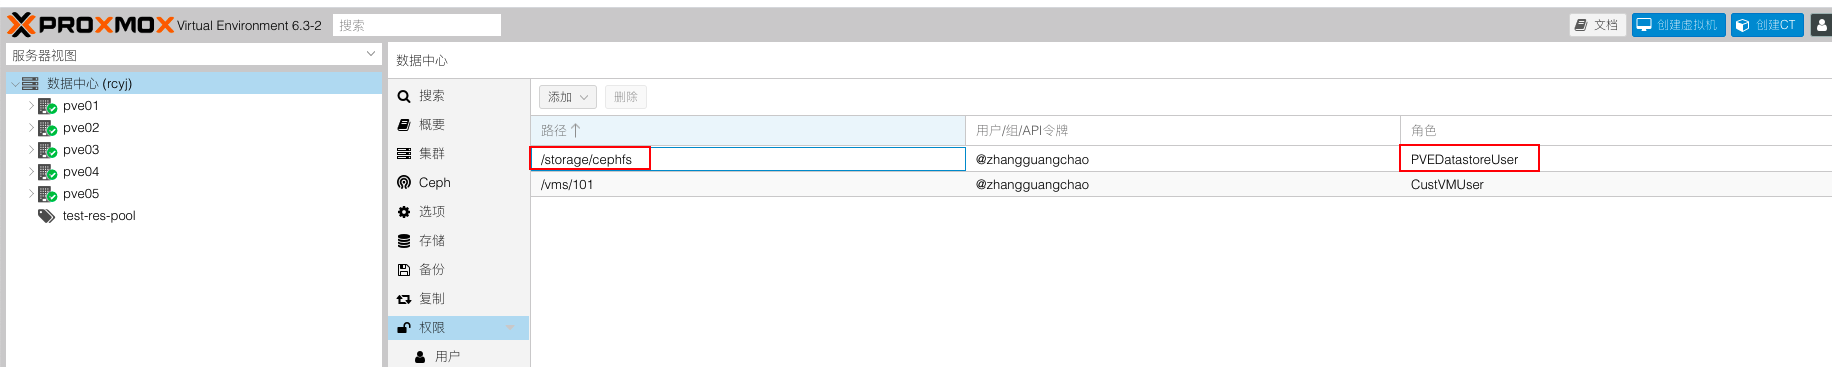 PROXMOX Virtual Environment 6.3-2 搜索 文档 创建虚拟机 创建CT
服务器视图
数据中心 (rcyj)
pve01
pve02
pve03
pve04
pve05
test-res-pool
数据中心
搜索
概要
集群
Ceph
选项
存储
备份
复制
权限
用户
添加 删除
路径 用户/组/API令牌 角色
/storage/cephfs @zhangguangchao PVEDatastoreUser
/vms/101 @zhangguangchao CustVMUser